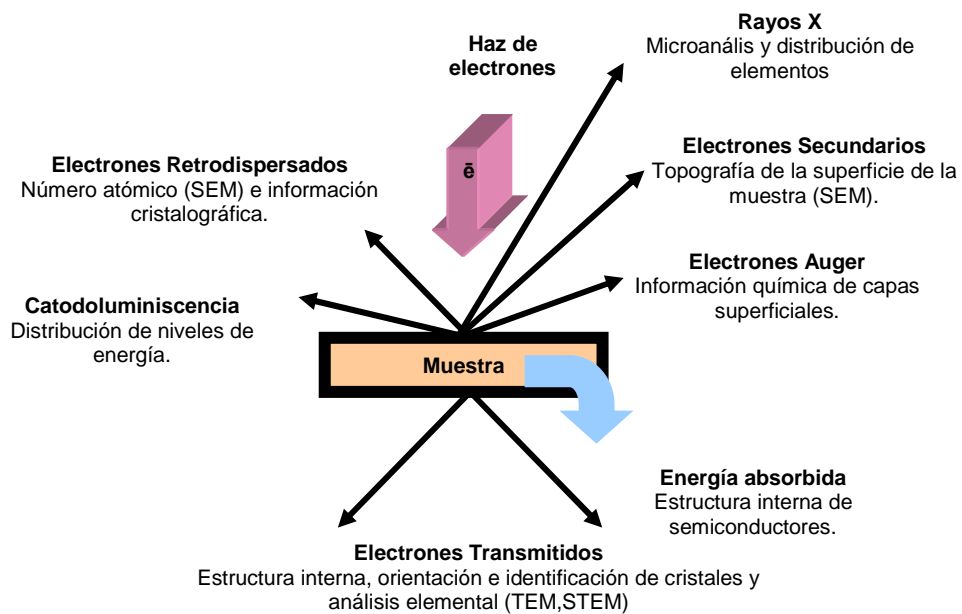 Haz de
electrones
Rayos X
Microanális y distribución de
elementos
ē
Electrones Retrodispersados
Número atómico (SEM) e información
cristalográfica.
Electrones Secundarios
Topografía de la superficie de la
muestra (SEM).
Catodoluminiscencia
Distribución de niveles de
energía.
Electrones Auger
Información química de capas
superficiales.
Muestra
Energía absorbida
Estructura interna de
semiconductores.
Electrones Transmitidos
Estructura interna, orientación e identificación de cristales y
análisis elemental (TEM,STEM)